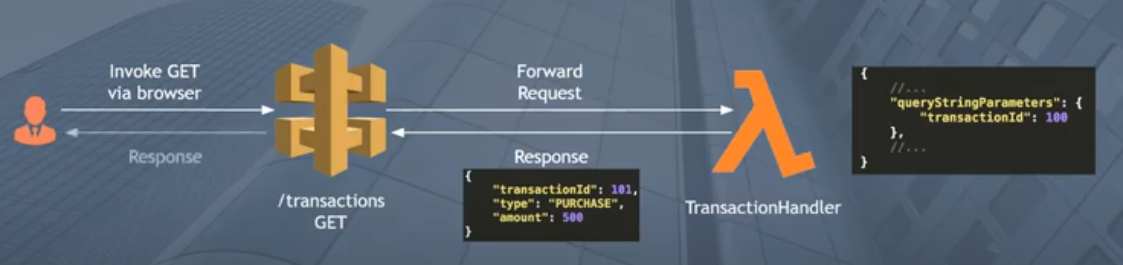 Invoke GET
via browser
Response
/transactions
GET
Forward
Request
Response
{
"transactionId": 101,
"type": "PURCHASE",
"amount": 500
}
TransactionHandler
{
//...
"queryStringParameters": {
"transactionId": 100
},
//...
}